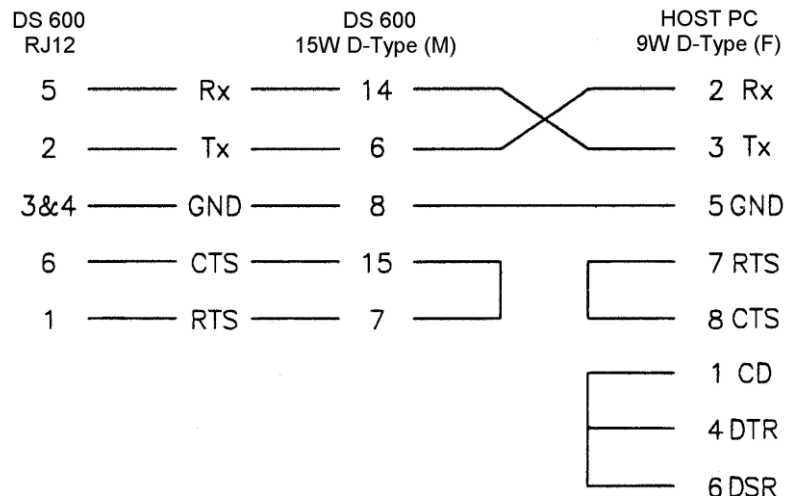 DS 600 DS 600 HOST PC
RJ12 15W D-Type (M) 9W D-Type (F)
5 Rx 14 2 Rx
2 Tx 6 3 Tx
3&4 GND 8 5 GND
6 CTS 15 7 RTS
1 RTS 7 8 CTS
1 CD
4 DTR
6 DSR